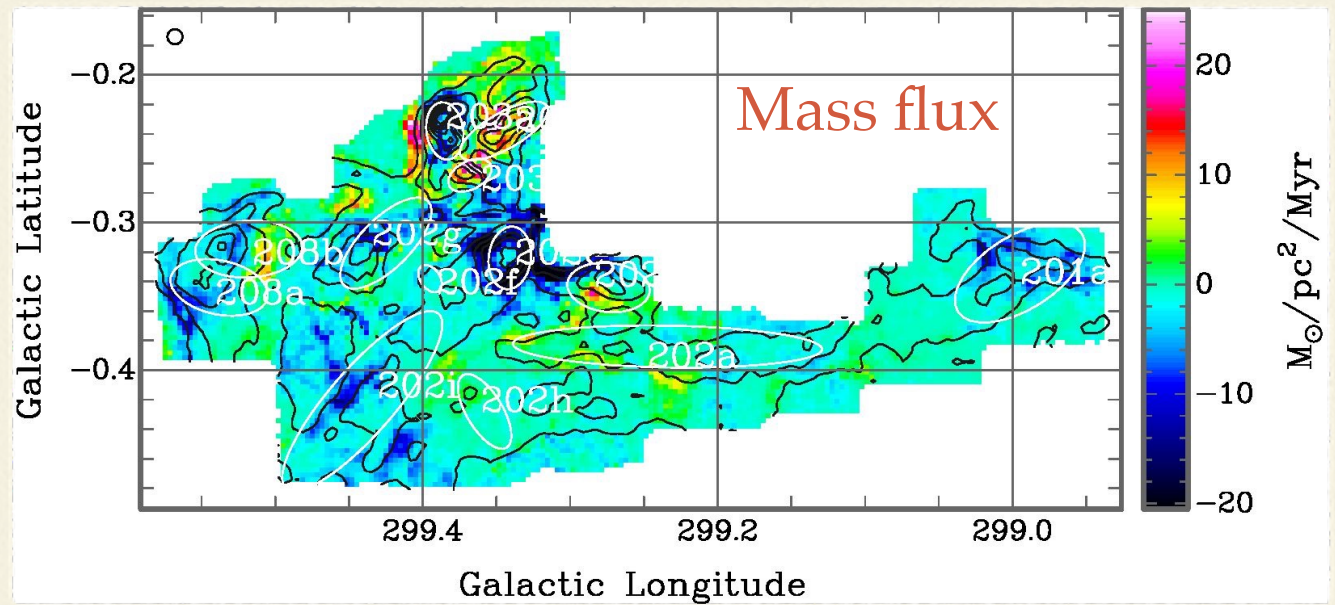 Mass flux
Galactic Latitude
−0.2
−0.3
−0.4
203
208b
208a
202g
202f
202a
202i
202h
201a
299.4
299.2
299.0
Galactic Longitude
20
10
0
−10
−20
M⊙/pc²/Myr